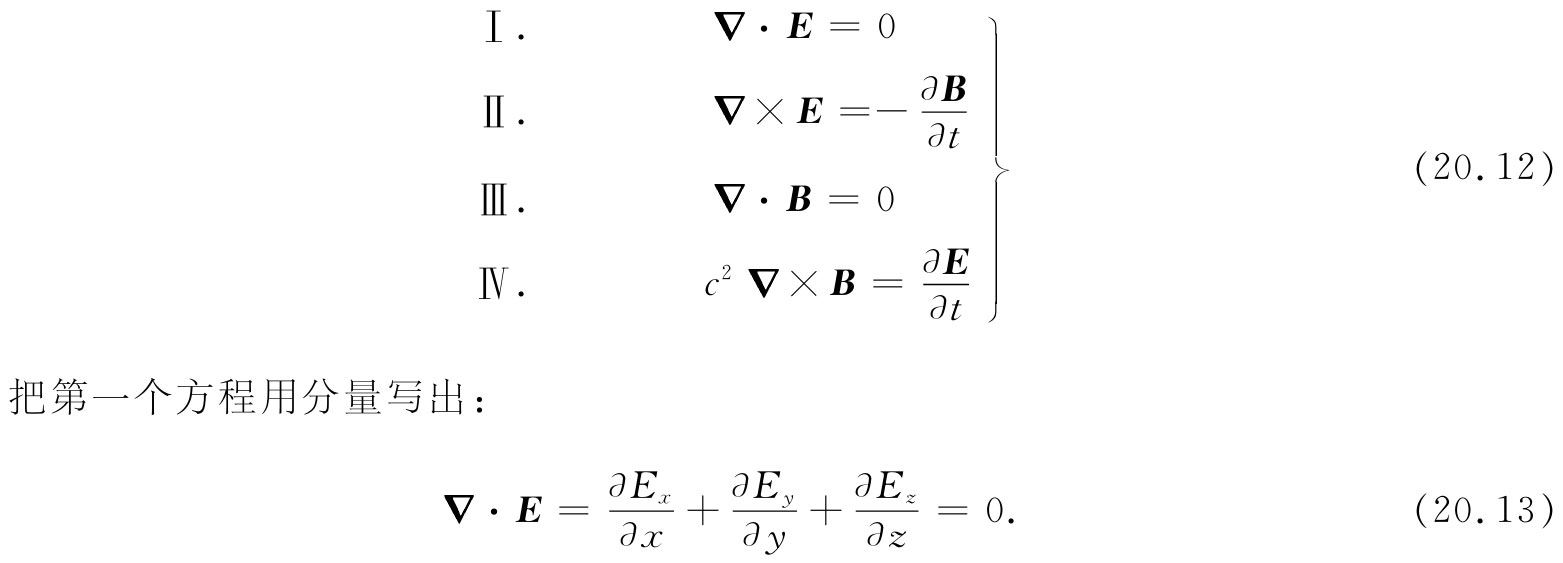 Ⅰ. ∇ · E = 0
Ⅱ. ∇ × E = − ∂B/∂t
Ⅲ. ∇ · B = 0
Ⅳ. c² ∇ × B = ∂E/∂t
(20.12)
把第一个方程用分量写出：
∇ · E = ∂Eₓ/∂x + ∂E_y/∂y + ∂E_z/∂z = 0. (20.13)